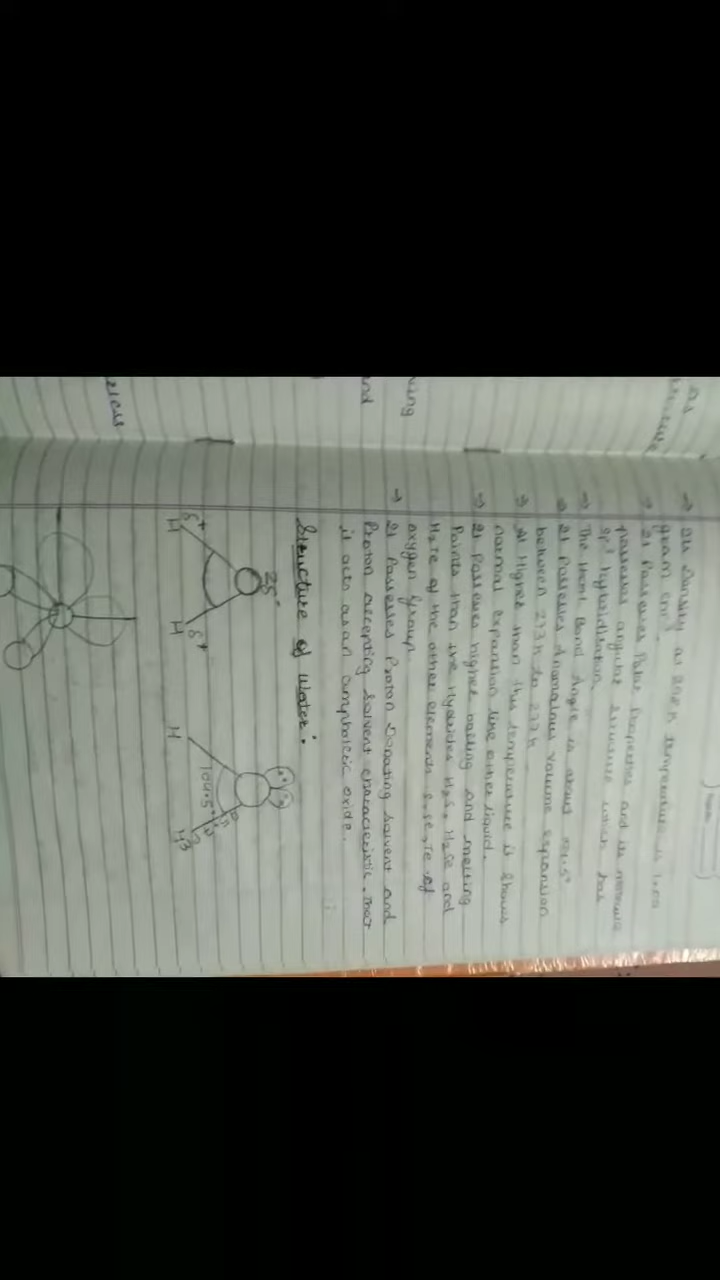 → Its Density at 298 K temperature is 1.00
gram cm⁻³.
→ It Possesses Polar Properties and its molecule
possesses angular structure which has
sp³ hybridisation.
→ The Bond Angle is about 104.5°
→ It Possesses Anomalous volume expansion
between 273 K to 277 K
→ At Higher than this temperature it shows
normal expansion like other liquid.
→ It Possesses higher boiling and melting
Points than the Hydrides H₂S, H₂Se and
H₂Te of the other elements S, Se, Te of
oxygen group.
→ It Possesses Proton Donating solvent and
Proton accepting solvent characteristic. that
is acts as an amphoteric oxide.
Structure of Water:
δ+ δ+
H H
H 104.5°
as
ning
and